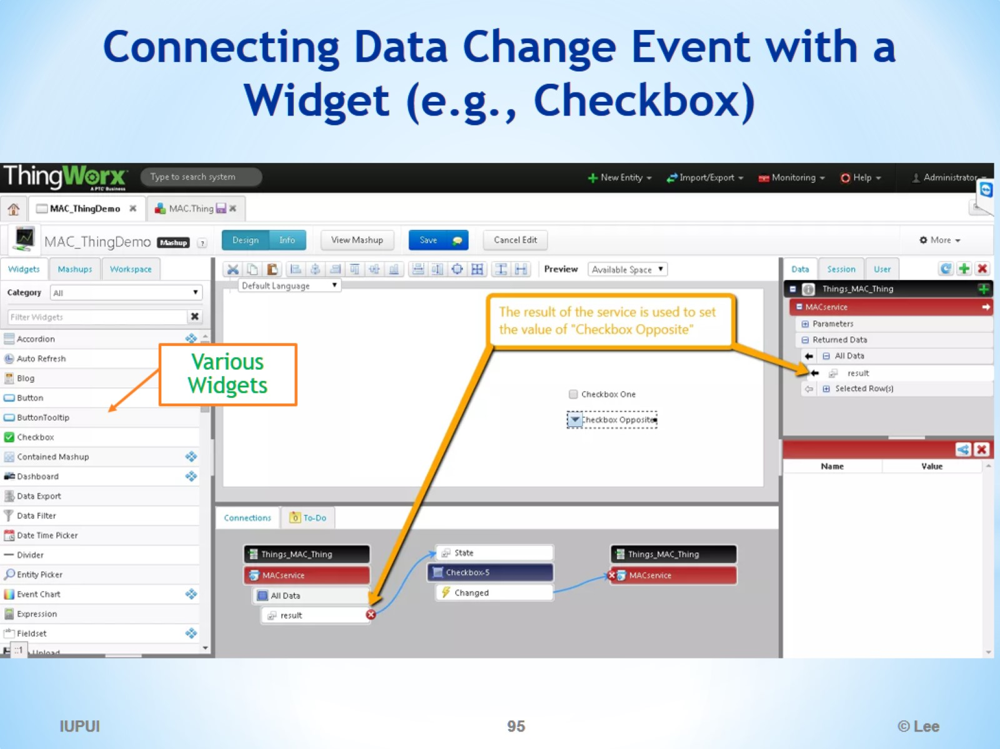 Connecting Data Change Event with a
Widget (e.g., Checkbox)
ThingWorx
A PTC Business
Type to search system
New Entity
Import/Export
Monitoring
Help
Administrator
MAC_ThingDemo
MAC.Thing
MAC_ThingDemo Mashup ?
Design Info
View Mashup
Save
Cancel Edit
More
Widgets Mashups Workspace
Category All
Filter Widgets
Accordion
Auto Refresh
Blog
Button
ButtonTooltip
Checkbox
Contained Mashup
Dashboard
Data Export
Data Filter
Date Time Picker
Divider
Entity Picker
Event Chart
Expression
Fieldset
::1
Upload
Various
Widgets
Preview Available Space
Default Language
The result of the service is used to set
the value of "Checkbox Opposite"
Checkbox One
Checkbox Opposite
Connections
0 To-Do
Things_MAC_Thing
MACservice
All Data
result
State
Checkbox-5
Changed
Things_MAC_Thing
MACservice
Data Session User
Things_MAC_Thing
MACservice
Parameters
Returned Data
All Data
result
Selected Row(s)
Name Value
IUPUI
95
© Lee